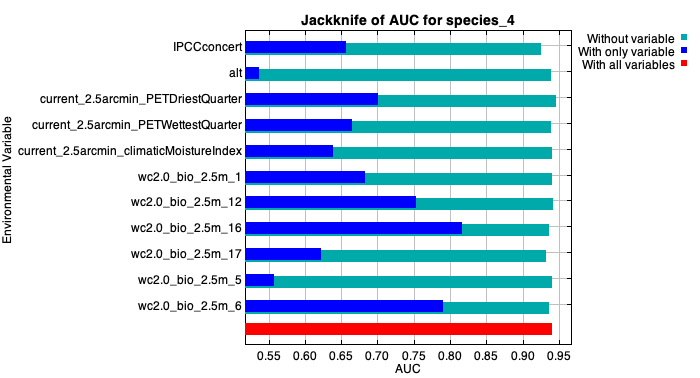 Jackknife of AUC for species_4
Without variable
With only variable
With all variables
Environmental Variable
IPCCconcert
alt
current_2.5arcmin_PETDriestQuarter
current_2.5arcmin_PETWettestQuarter
current_2.5arcmin_climaticMoistureIndex
wc2.0_bio_2.5m_1
wc2.0_bio_2.5m_12
wc2.0_bio_2.5m_16
wc2.0_bio_2.5m_17
wc2.0_bio_2.5m_5
wc2.0_bio_2.5m_6
0.55 0.60 0.65 0.70 0.75 0.80 0.85 0.90 0.95
AUC